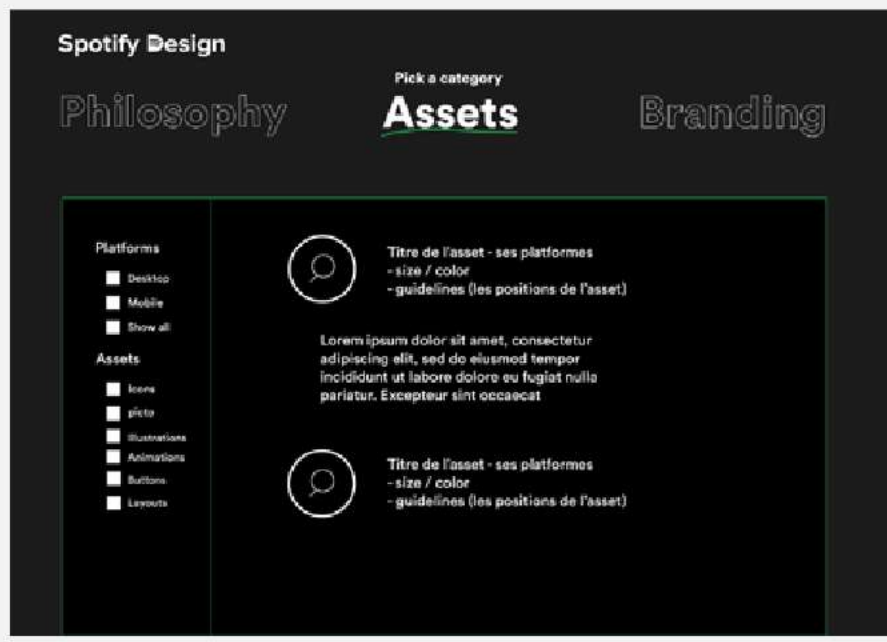 Spotify Design
Pick a category
Philosophy
Assets
Branding
Platforms
Desktop
Mobile
Show all
Assets
Icons
picto
Illustrations
Animations
Buttons
Layouts
Titre de l'asset - ses platformes
- size / color
- guidelines (les positions de l'asset)
Lorem ipsum dolor sit amet, consectetur
adipiscing elit, sed do eiusmod tempor
incididunt ut labore dolore eu fugiat nulla
pariatur. Excepteur sint occaecat
Titre de l'asset - ses platformes
- size / color
- guidelines (les positions de l'asset)